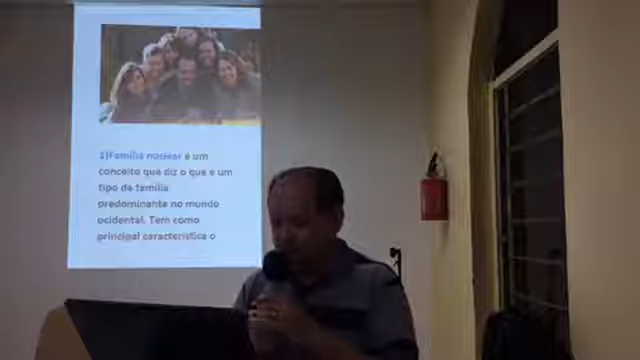 1)Família nuclear é um
conceito que diz o que é um
tipo de família
predominante no mundo
ocidental. Tem como
principal característica o